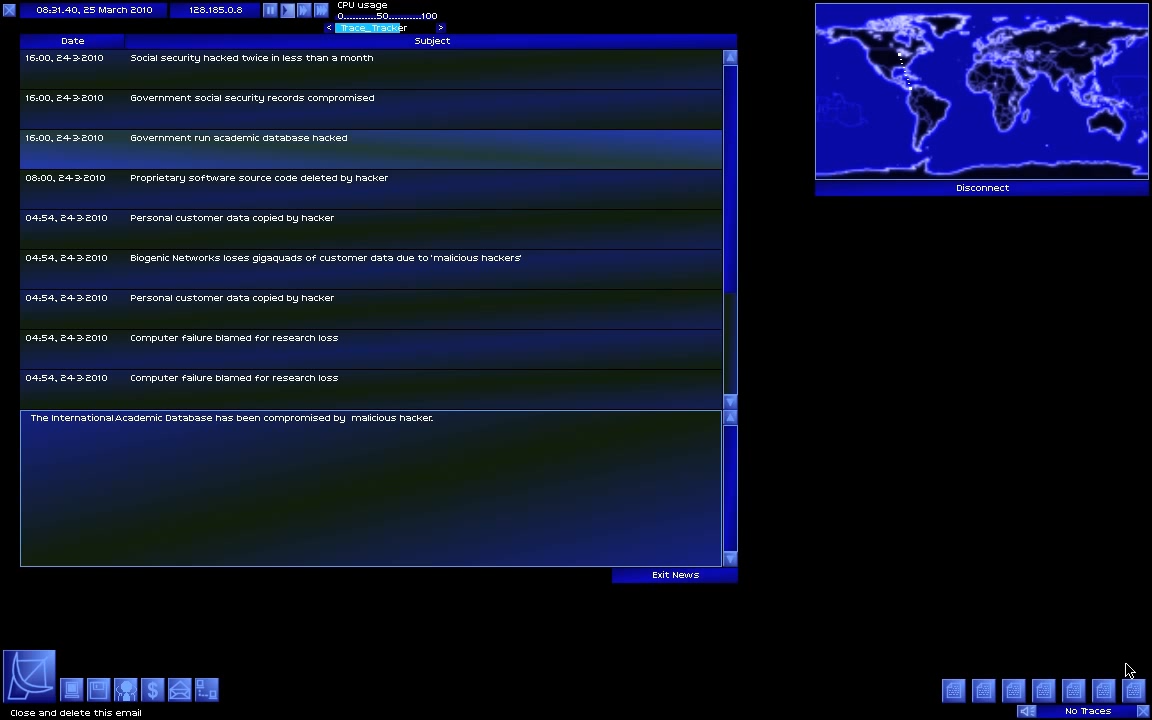 08:31.40, 25 March 2010
128.185.0.8
CPU usage
0...........50...........100
< Trace_Tracker >
Date Subject
16:00, 24-3-2010 Social security hacked twice in less than a month
16:00, 24-3-2010 Government social security records compromised
16:00, 24-3-2010 Government run academic database hacked
08:00, 24-3-2010 Proprietary software source code deleted by hacker
04:54, 24-3-2010 Personal customer data copied by hacker
04:54, 24-3-2010 Biogenic Networks loses gigaquads of customer data due to 'malicious hackers'
04:54, 24-3-2010 Personal customer data copied by hacker
04:54, 24-3-2010 Computer failure blamed for research loss
04:54, 24-3-2010 Computer failure blamed for research loss
The International Academic Database has been compromised by malicious hacker.
Exit News
Disconnect
Close and delete this email
No Traces